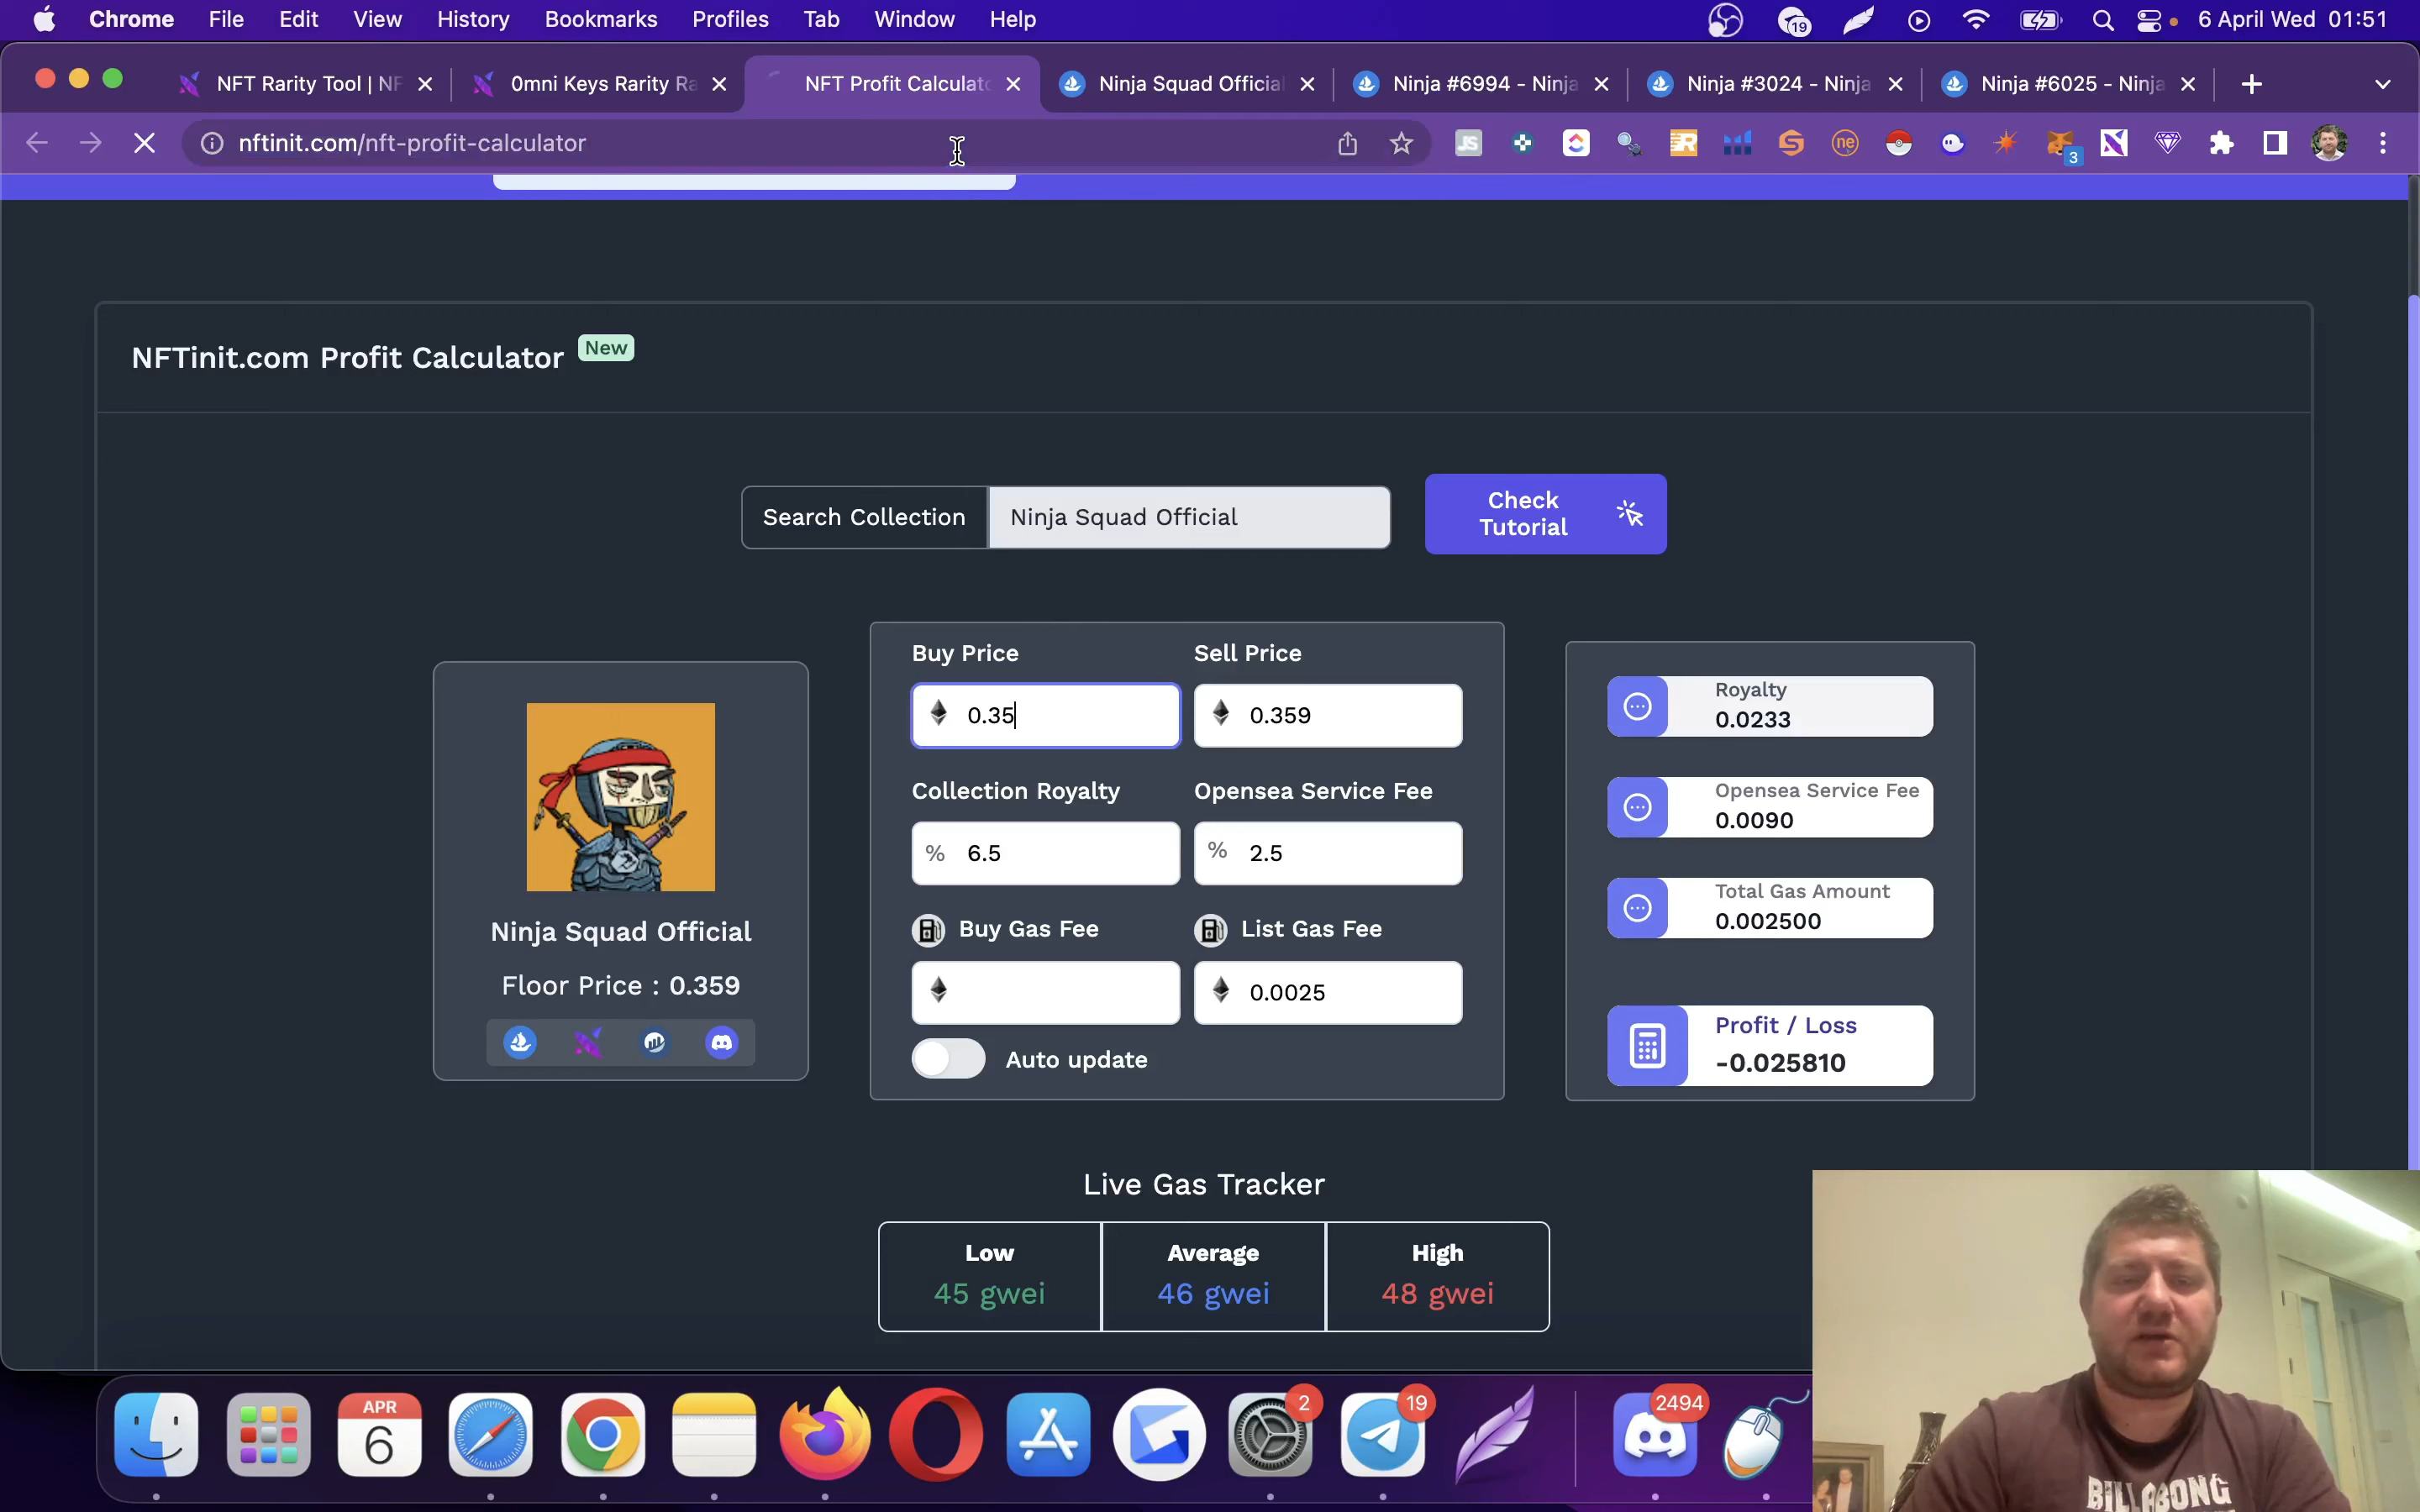 Chrome File Edit View History Bookmarks Profiles Tab Window Help 19 6 April Wed 01:51
NFT Rarity Tool | NF 0mni Keys Rarity Ra NFT Profit Calculato Ninja Squad Official Ninja #6994 - Ninja Ninja #3024 - Ninja Ninja #6025 - Ninja
nftinit.com/nft-profit-calculator JS R S ne 3
NFTinit.com Profit Calculator New
Search Collection Ninja Squad Official
Check
Tutorial
Ninja Squad Official
Floor Price : 0.359
Buy Price Sell Price
0.35 0.359
Collection Royalty Opensea Service Fee
% 6.5 % 2.5
Buy Gas Fee List Gas Fee
0.0025
Auto update
Royalty
0.0233
Opensea Service Fee
0.0090
Total Gas Amount
0.002500
Profit / Loss
-0.025810
Live Gas Tracker
Low Average High
45 gwei 46 gwei 48 gwei
APR
6
2
19
2494
BILLABONG